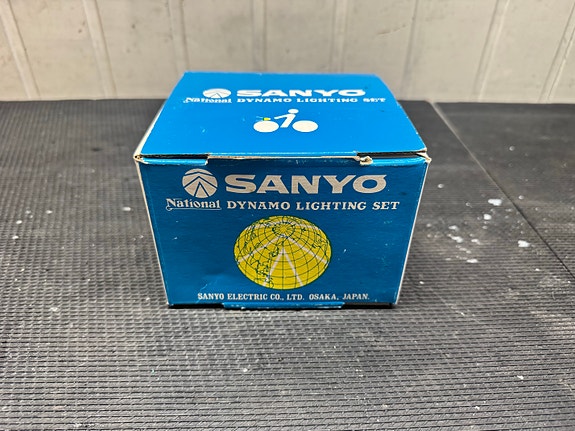 SANYO
National DYNAMO LIGHTING SET
SANYO
National DYNAMO LIGHTING SET
SANYO ELECTRIC CO., LTD. OSAKA, JAPAN.